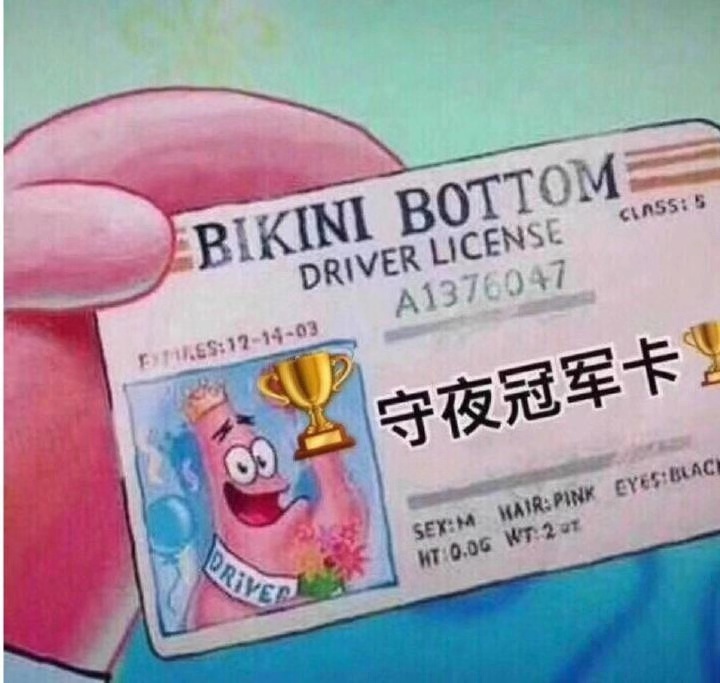 BIKINI BOTTOM
DRIVER LICENSE
CLASS: 5
A1376047
EXPIRES:12-14-03
守夜冠军卡
SEX:M HAIR:PINK EYES:BLACK
HT:0.0G WT:2 OZ
DRIVER